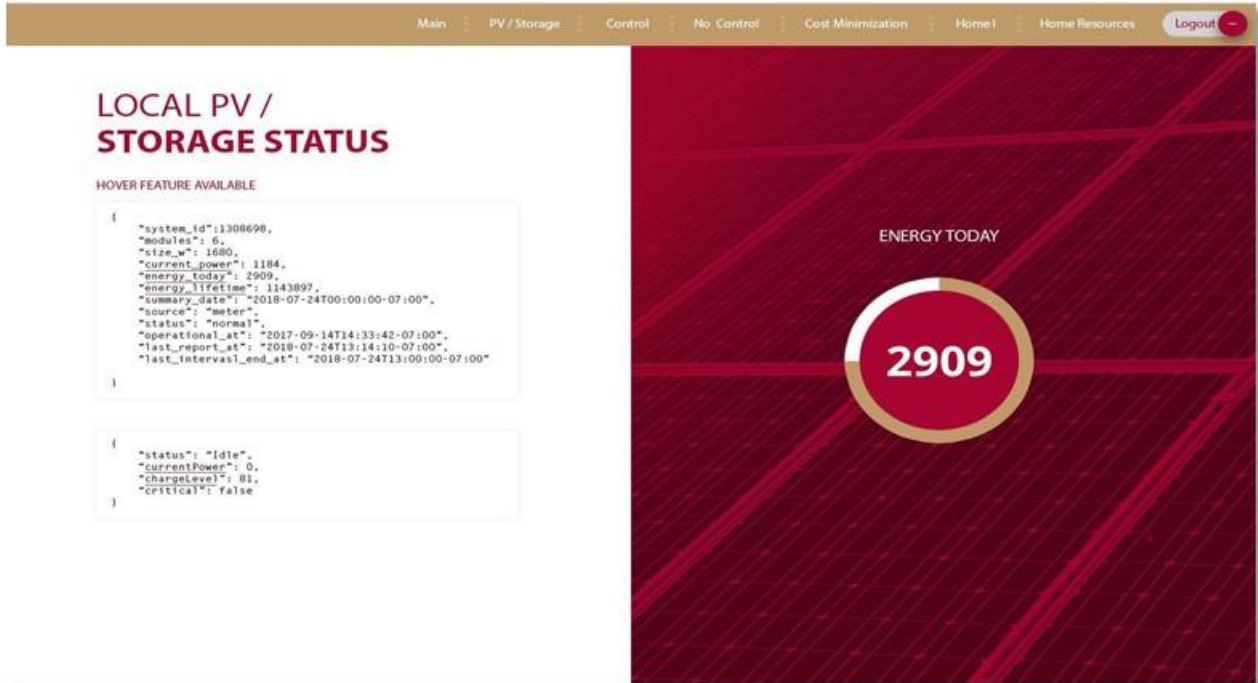 Main PV / Storage Control No Control Cost Minimization Home1 Home Resources Logout
LOCAL PV /
STORAGE STATUS
HOVER FEATURE AVAILABLE
{
"system_id":1308698,
"modules": 6,
"size_w": 1680,
"current_power": 1184,
"energy_today": 2909,
"energy_lifetime": 1143897,
"summary_date": "2018-07-24T00:00:00-07:00",
"source": "meter",
"status": "normal",
"operational_at": "2017-09-14T14:33:42-07:00",
"last_report_at": "2018-07-24T13:14:10-07:00",
"last_intervasl_end_at": "2018-07-24T13:00:00-07:00"
}
{
"status": "Idle",
"currentPower": 0,
"chargeLevel": 81,
"critical": false
}
ENERGY TODAY
2909